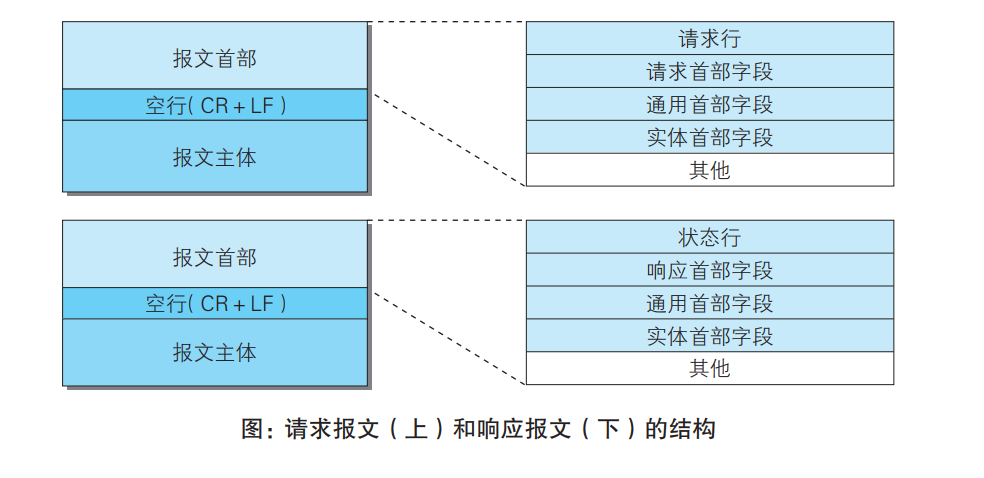 报文首部
空行( CR + LF )
报文主体
请求行
请求首部字段
通用首部字段
实体首部字段
其他
报文首部
空行( CR + LF )
报文主体
状态行
响应首部字段
通用首部字段
实体首部字段
其他
图：请求报文（上）和响应报文（下）的结构